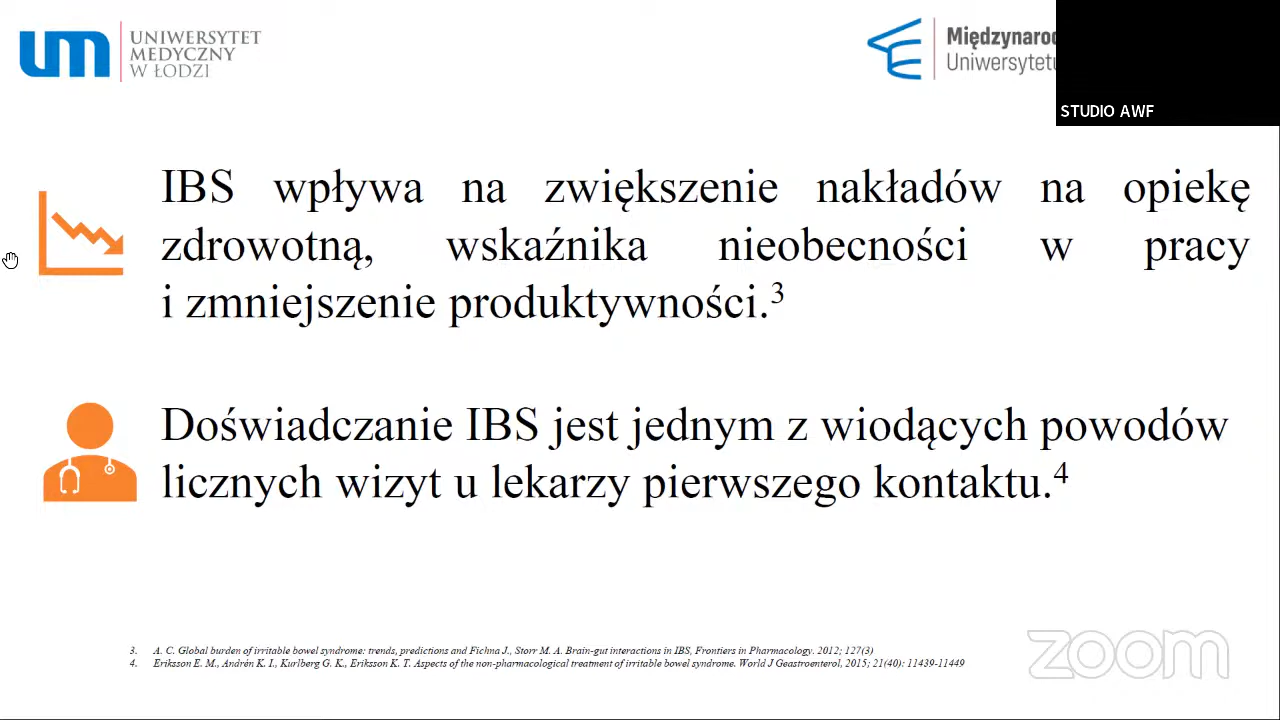 um UNIWERSYTET
MEDYCZNY
W ŁODZI
Uniwersytetu
STUDIO AWF
IBS wpływa na zwiększenie nakładów na opiekę
zdrowotną, wskaźnika nieobecności w pracy
i zmniejszenie produktywności.3
Doświadczanie IBS jest jednym z wiodących powodów
licznych wizyt u lekarzy pierwszego kontaktu.4
3. A. C. Global burden of irritable bowel syndrome: trends, predictions and Fichna J., Storr M. A. Brain-gut interactions in IBS, Frontiers in Pharmacology. 2012; 127(3)
4. Eriksson E. M., Andrén K. I., Kurlberg G. K., Eriksson K. T. Aspects of the non-pharmacological treatment of irritable bowel syndrome. World J Geastroenterol, 2015; 21(40): 11439-11449
zoom